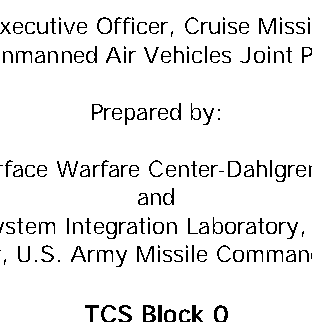 xecutive Officer, Cruise Missi
nmanned Air Vehicles Joint P
Prepared by:
rface Warfare Center-Dahlgre
and
ystem Integration Laboratory,
, U.S. Army Missile Comman
TCS Block 0